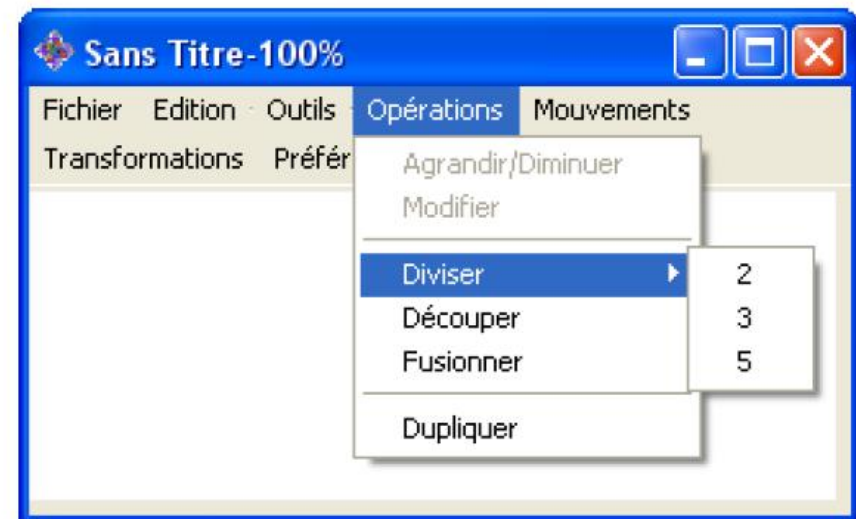 Sans Titre-100%
Fichier Edition Outils Opérations Mouvements
Transformations Préfér
Agrandir/Diminuer
Modifier
Diviser
2
Découper
3
Fusionner
5
Dupliquer